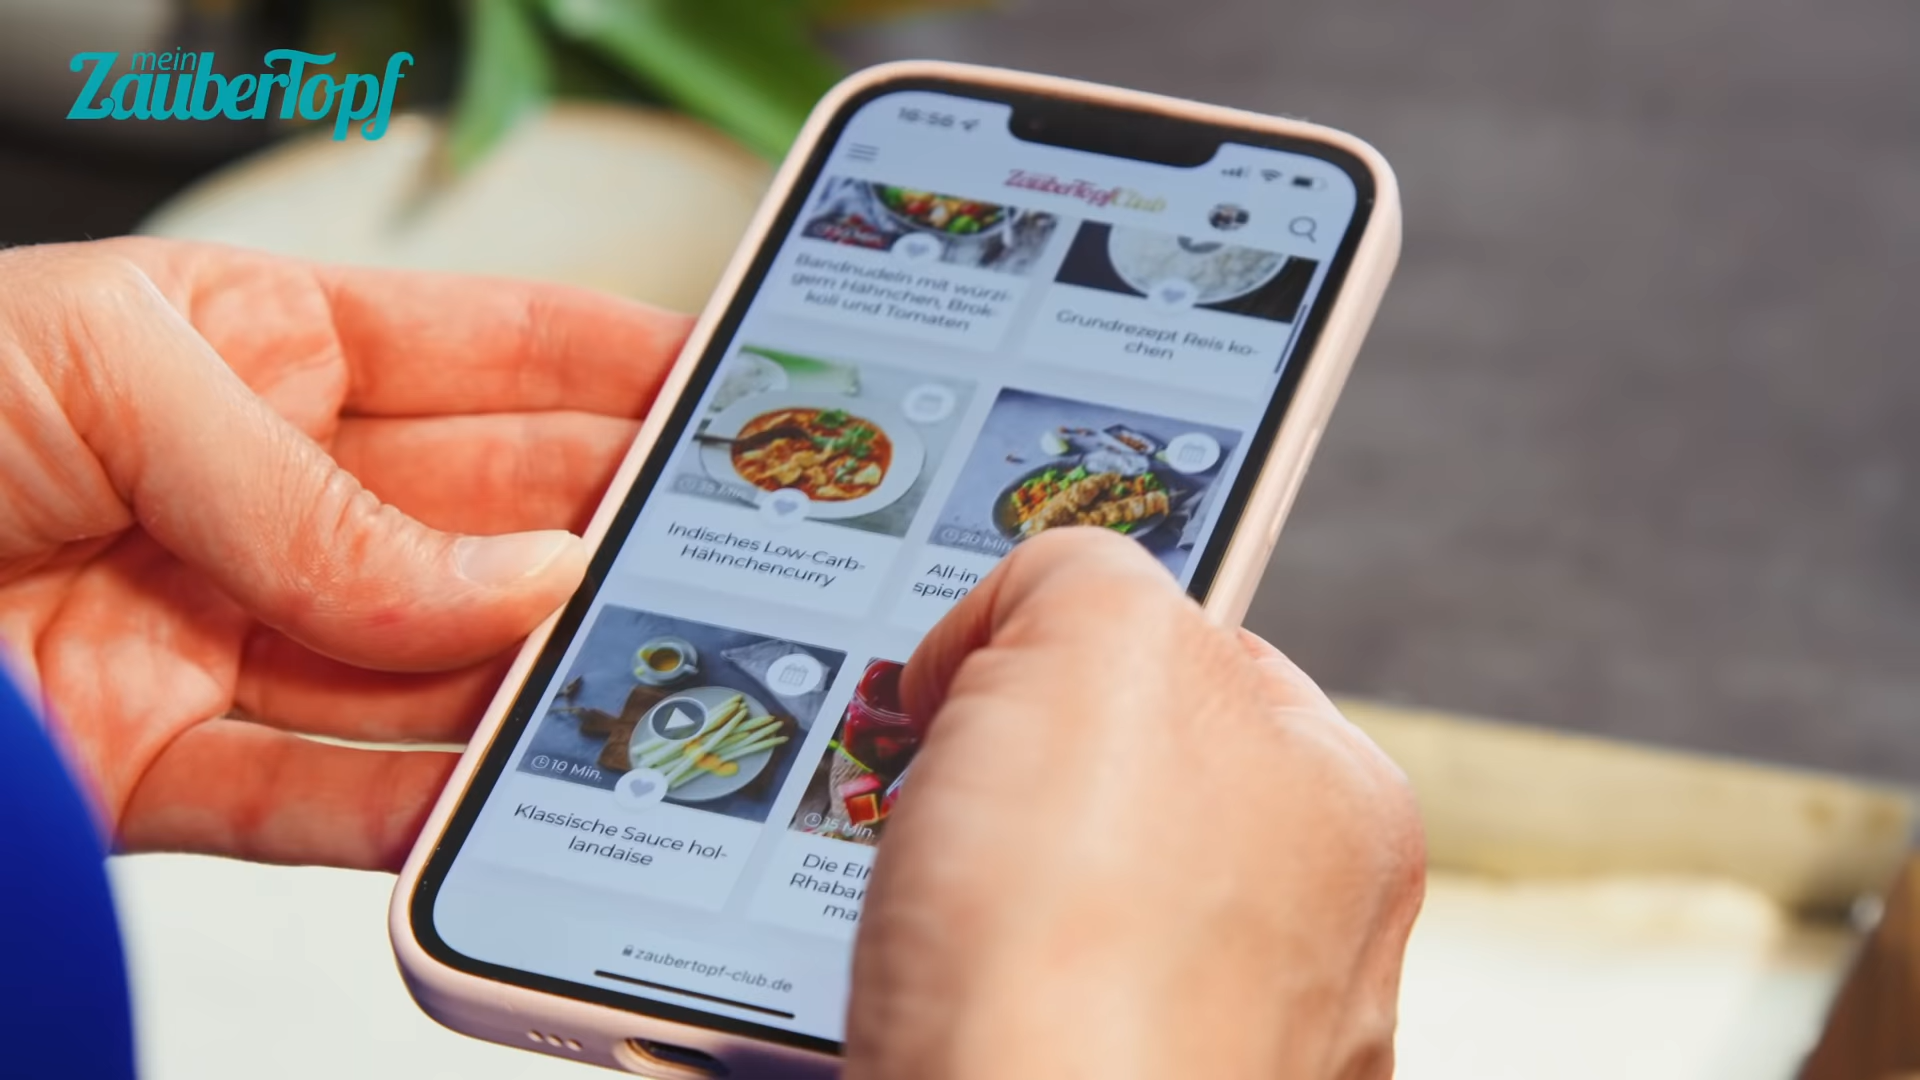 mein
ZauberTopf
16:56
ZauberTopf Club
Bandnudeln mit würzi-
gem Hähnchen, Brok-
koli und Tomaten
Grundrezept Reis ko-
chen
Indisches Low-Carb-
Hähnchencurry
20 Min.
All-in
spieß
10 Min.
Klassische Sauce hol-
landaise
15 Min.
Die
Rhabar
ma
zaubertopf-club.de